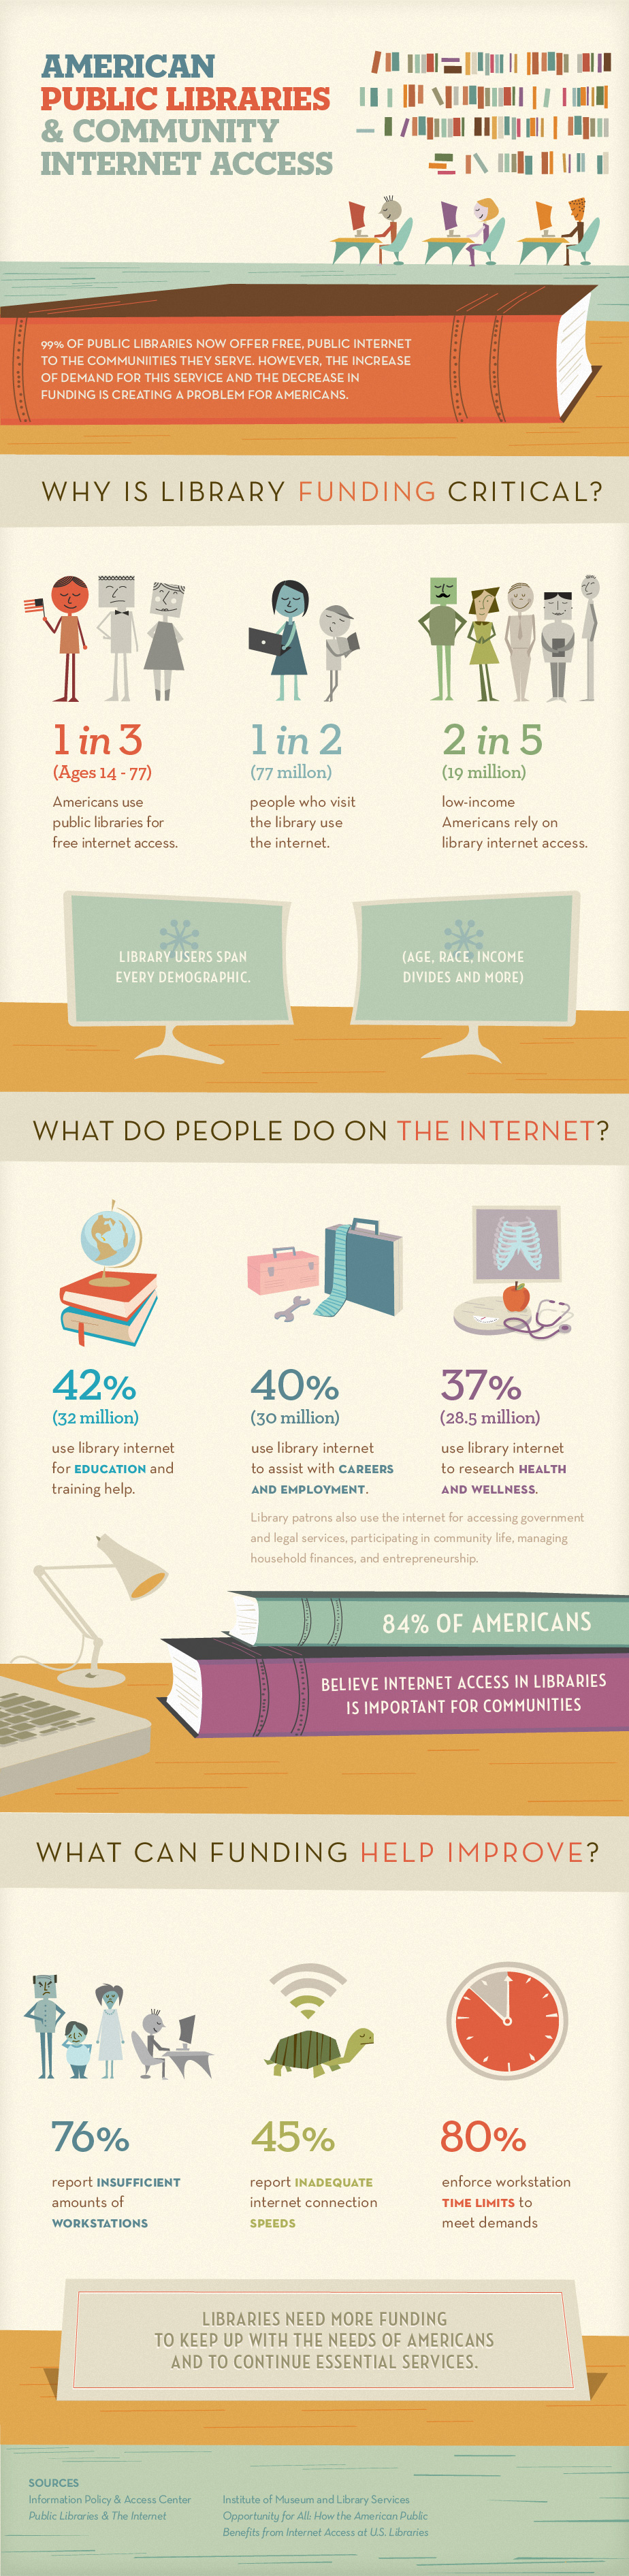 AMERICAN
PUBLIC LIBRARIES
& COMMUNITY
INTERNET ACCESS
99% OF PUBLIC LIBRARIES NOW OFFER FREE, PUBLIC INTERNET
TO THE COMMUNIITIES THEY SERVE. HOWEVER, THE INCREASE
OF DEMAND FOR THIS SERVICE AND THE DECREASE IN
FUNDING IS CREATING A PROBLEM FOR AMERICANS.
WHY IS LIBRARY FUNDING CRITICAL?
1 in 3
(Ages 14 - 77)
Americans use
public libraries for
free internet access.
1 in 2
(77 millon)
people who visit
the library use
the internet.
2 in 5
(19 million)
low-income
Americans rely on
library internet access.
LIBRARY USERS SPAN
EVERY DEMOGRAPHIC.
(AGE, RACE, INCOME
DIVIDES AND MORE)
WHAT DO PEOPLE DO ON THE INTERNET?
42%
(32 million)
use library internet
for EDUCATION and
training help.
40%
(30 million)
use library internet
to assist with CAREERS
AND EMPLOYMENT.
37%
(28.5 million)
use library internet
to research HEALTH
AND WELLNESS.
Library patrons also use the internet for accessing government
and legal services, participating in community life, managing
household finances, and entrepreneurship.
84% OF AMERICANS
BELIEVE INTERNET ACCESS IN LIBRARIES
IS IMPORTANT FOR COMMUNITIES
WHAT CAN FUNDING HELP IMPROVE?
76%
report INSUFFICIENT
amounts of
WORKSTATIONS
45%
report INADEQUATE
internet connection
SPEEDS
80%
enforce workstation
TIME LIMITS to
meet demands
LIBRARIES NEED MORE FUNDING
TO KEEP UP WITH THE NEEDS OF AMERICANS
AND TO CONTINUE ESSENTIAL SERVICES.
SOURCES
Information Policy & Access Center
Public Libraries & The Internet
Institute of Museum and Library Services
Opportunity for All: How the American Public
Benefits from Internet Access at U.S. Libraries